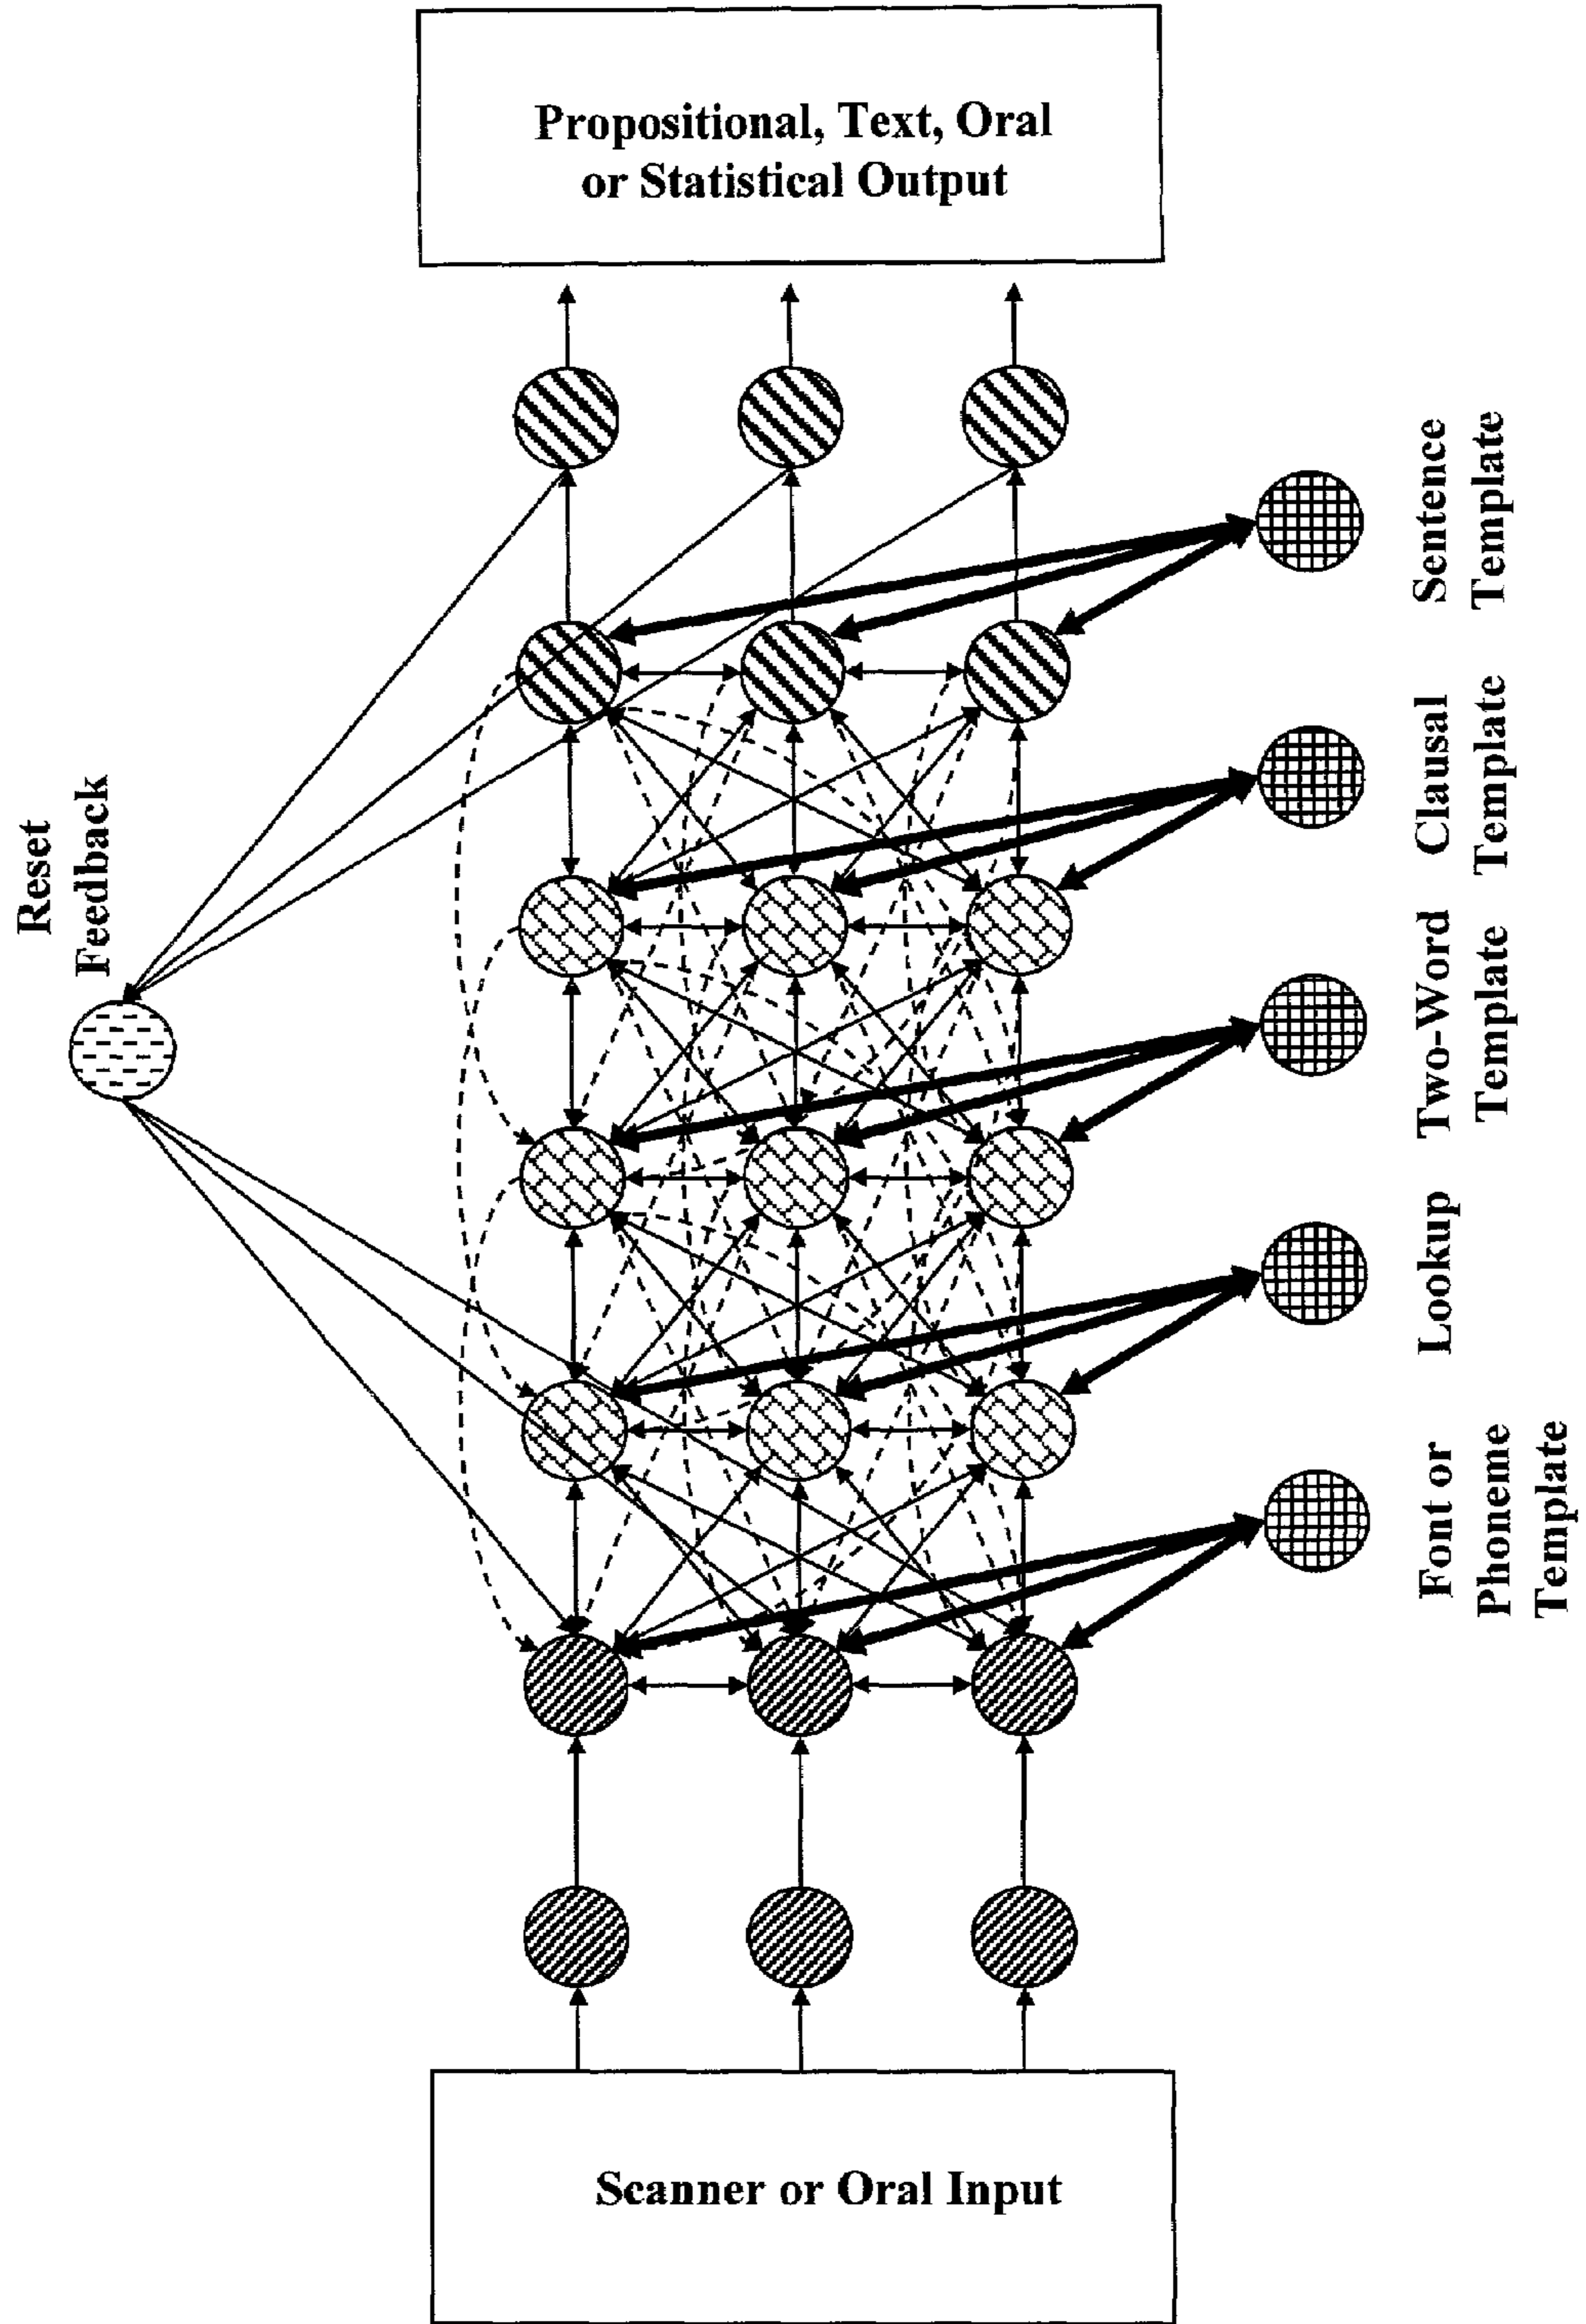 Propositional, Text, Oral
or Statistical Output
Reset
Feedback
Sentence
Template
Clausal
Template
Two-Word
Template
Lookup
Font or
Phoneme
Template
Scanner or Oral Input